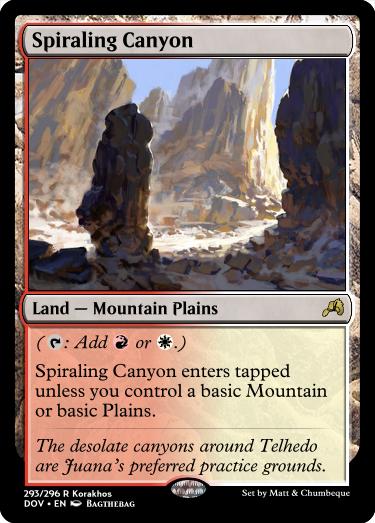 Spiraling Canyon
Land — Mountain Plains
( : Add or .)
Spiraling Canyon enters tapped
unless you control a basic Mountain
or basic Plains.
The desolate canyons around Telhedo
are Juana's preferred practice grounds.
293/296 R Korakhos
DOV • EN BAGTHEBAG
Set by Matt & Chumbeque